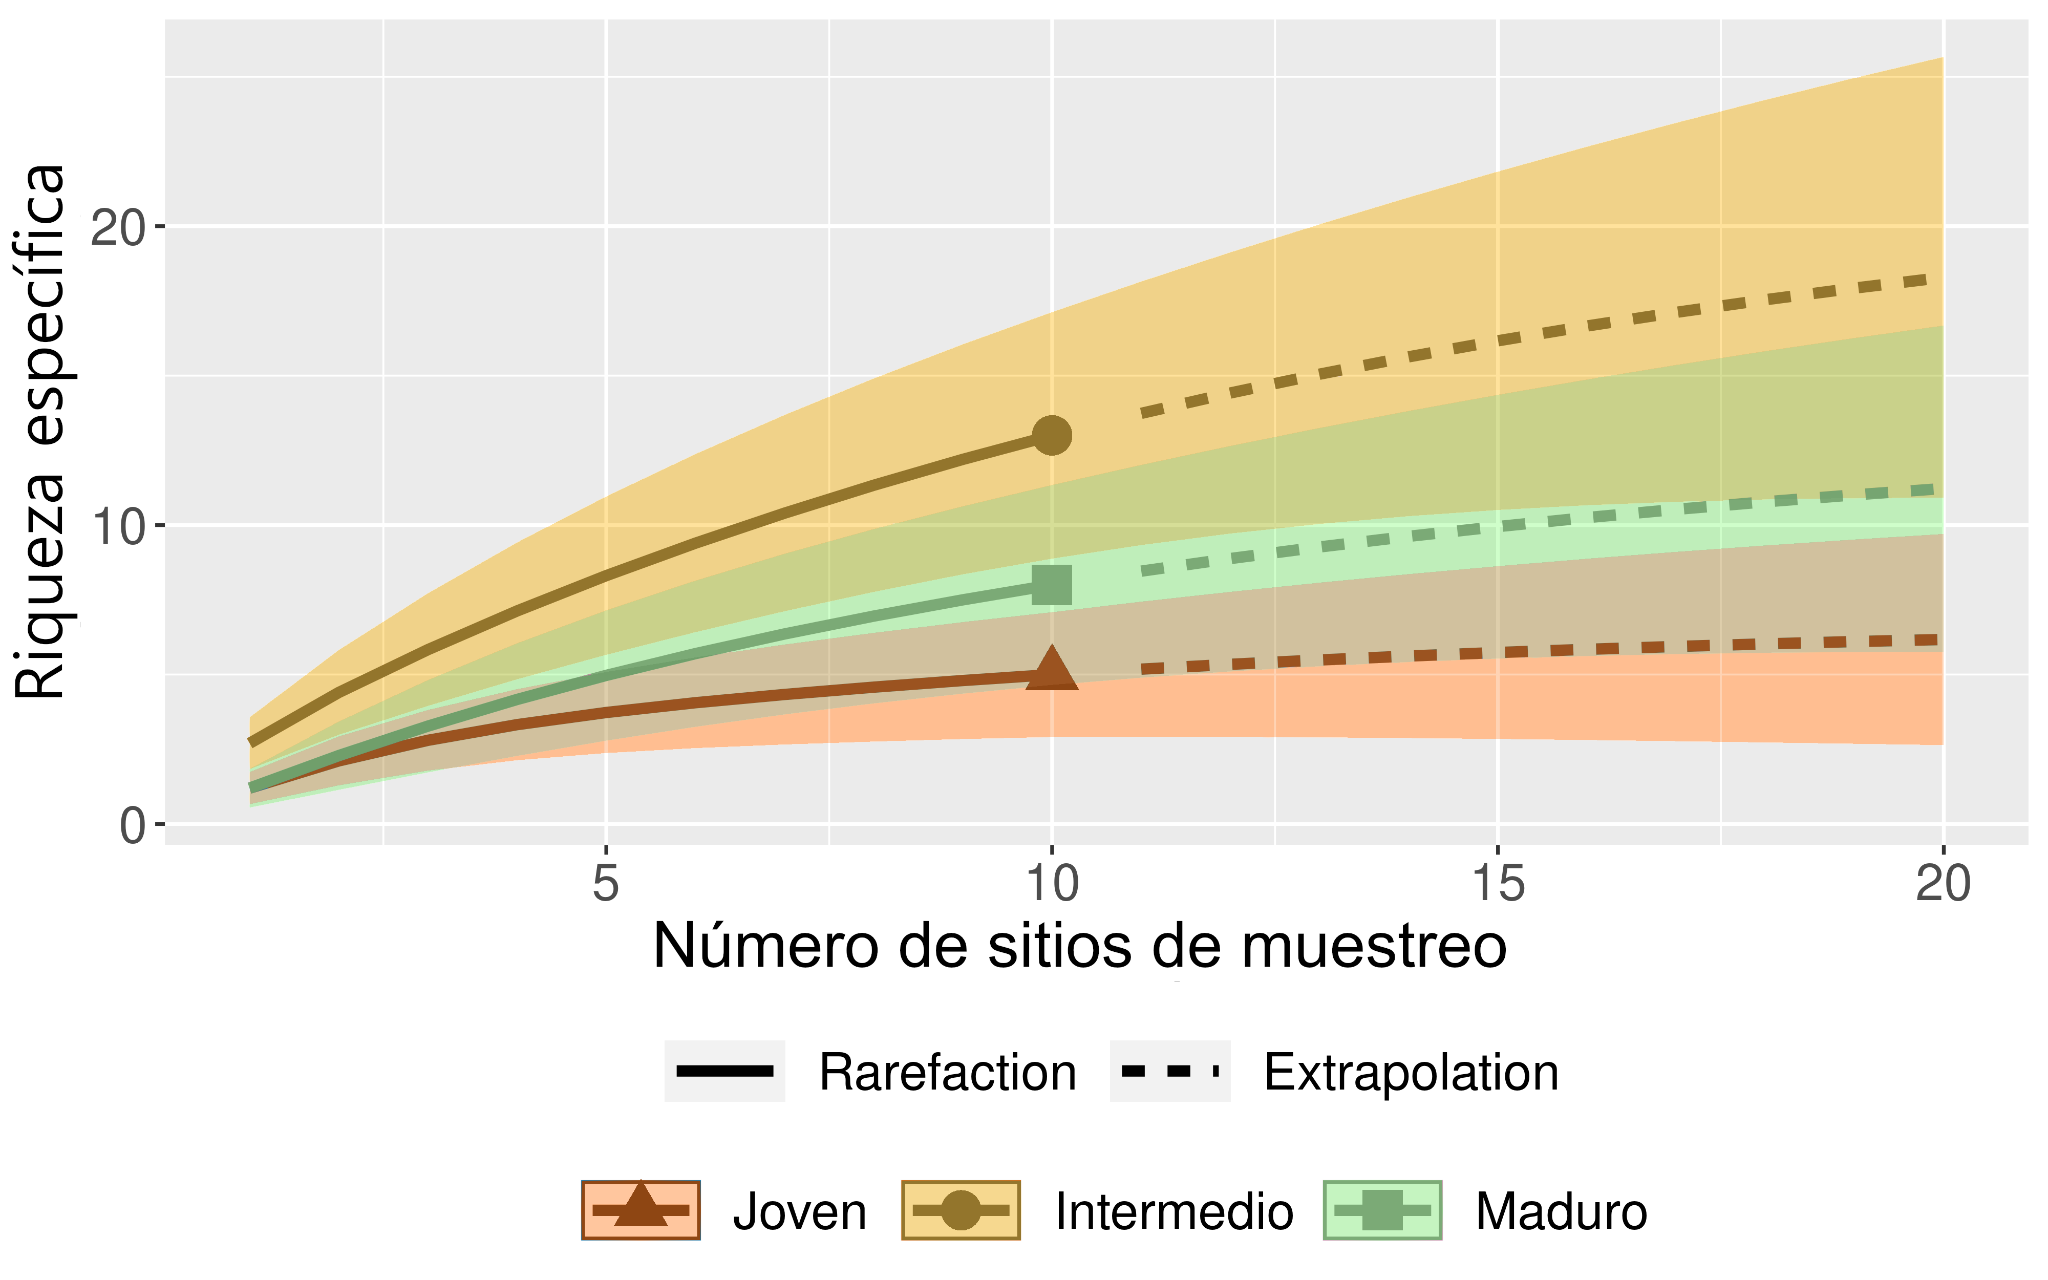 Riqueza específica
20
10
0
5 10 15 20
Número de sitios de muestreo
Rarefaction Extrapolation
Joven Intermedio Maduro